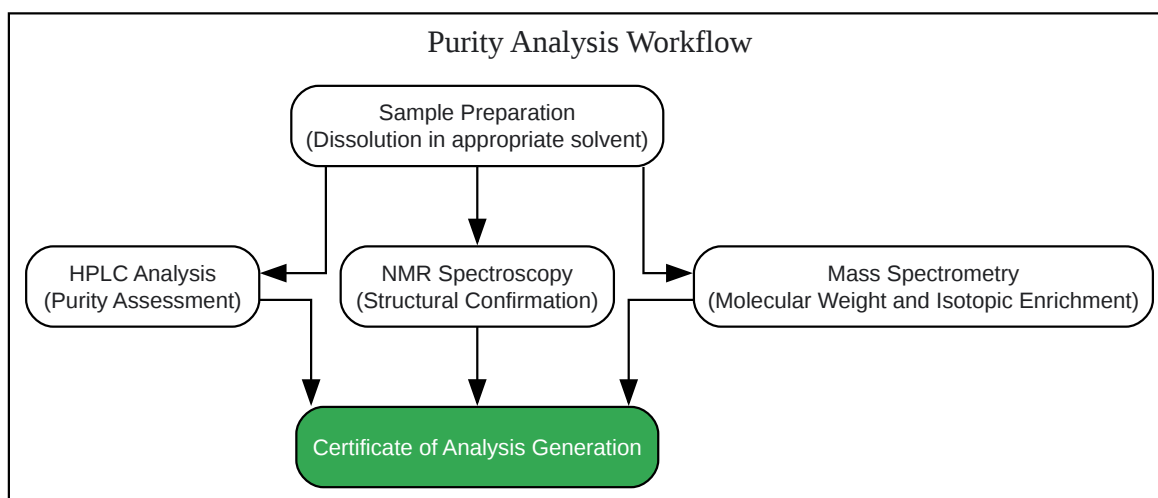 Purity Analysis Workflow
Sample Preparation
(Dissolution in appropriate solvent)
HPLC Analysis
(Purity Assessment)
NMR Spectroscopy
(Structural Confirmation)
Mass Spectrometry
(Molecular Weight and Isotopic Enrichment)
Certificate of Analysis Generation